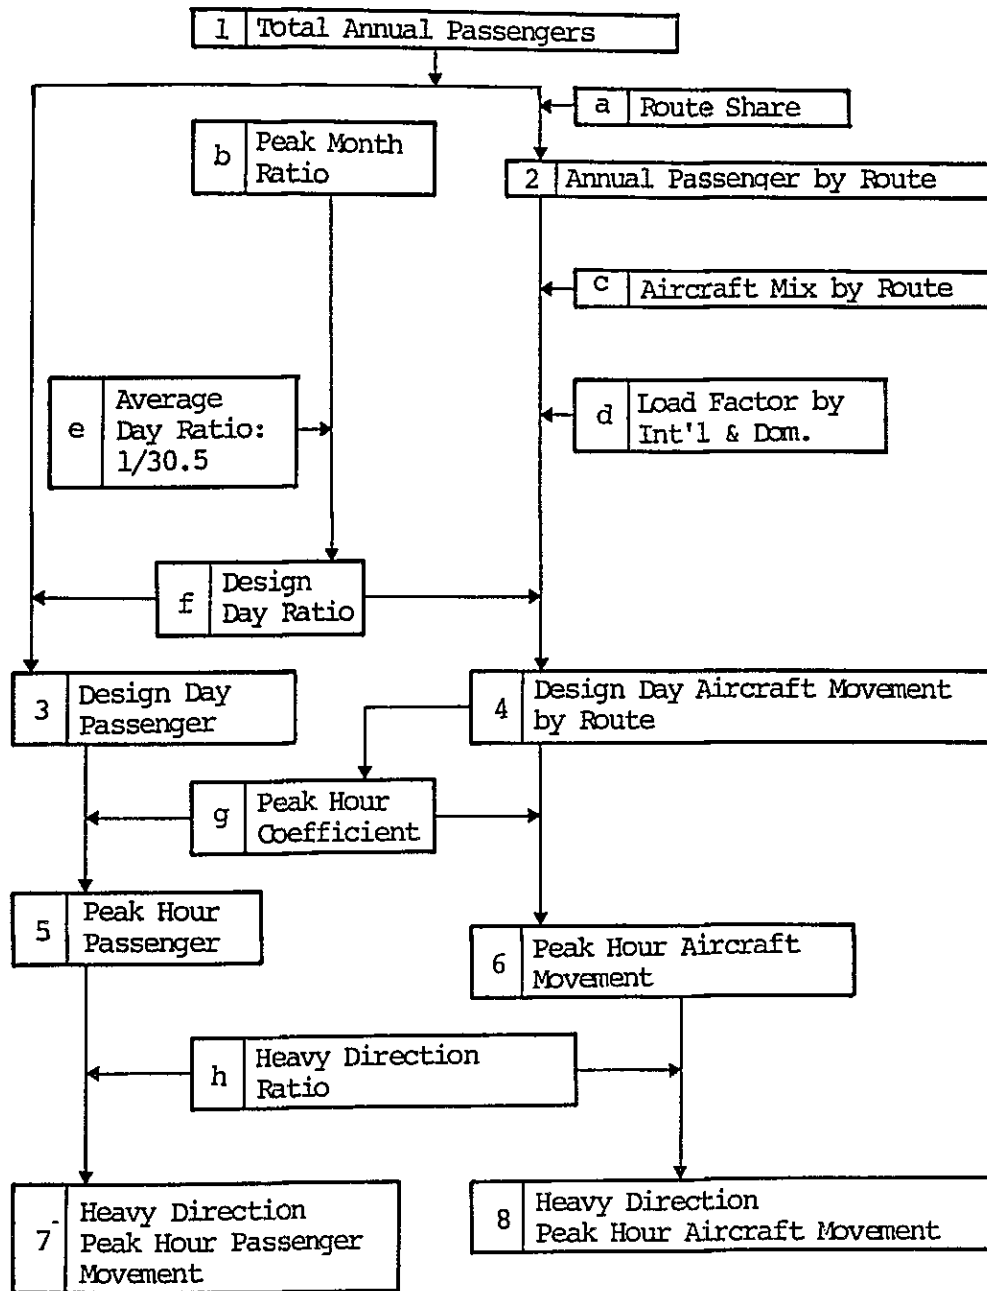 1 Total Annual Passengers
a Route Share
b Peak Month
Ratio
2 Annual Passenger by Route
c Aircraft Mix by Route
e Average
Day Ratio:
1/30.5
d Load Factor by
Int'l & Dom.
f Design
Day Ratio
3 Design Day
Passenger
4 Design Day Aircraft Movement
by Route
g Peak Hour
Coefficient
5 Peak Hour
Passenger
6 Peak Hour Aircraft
Movement
h Heavy Direction
Ratio
7 Heavy Direction
Peak Hour Passenger
Movement
8 Heavy Direction
Peak Hour Aircraft Movement